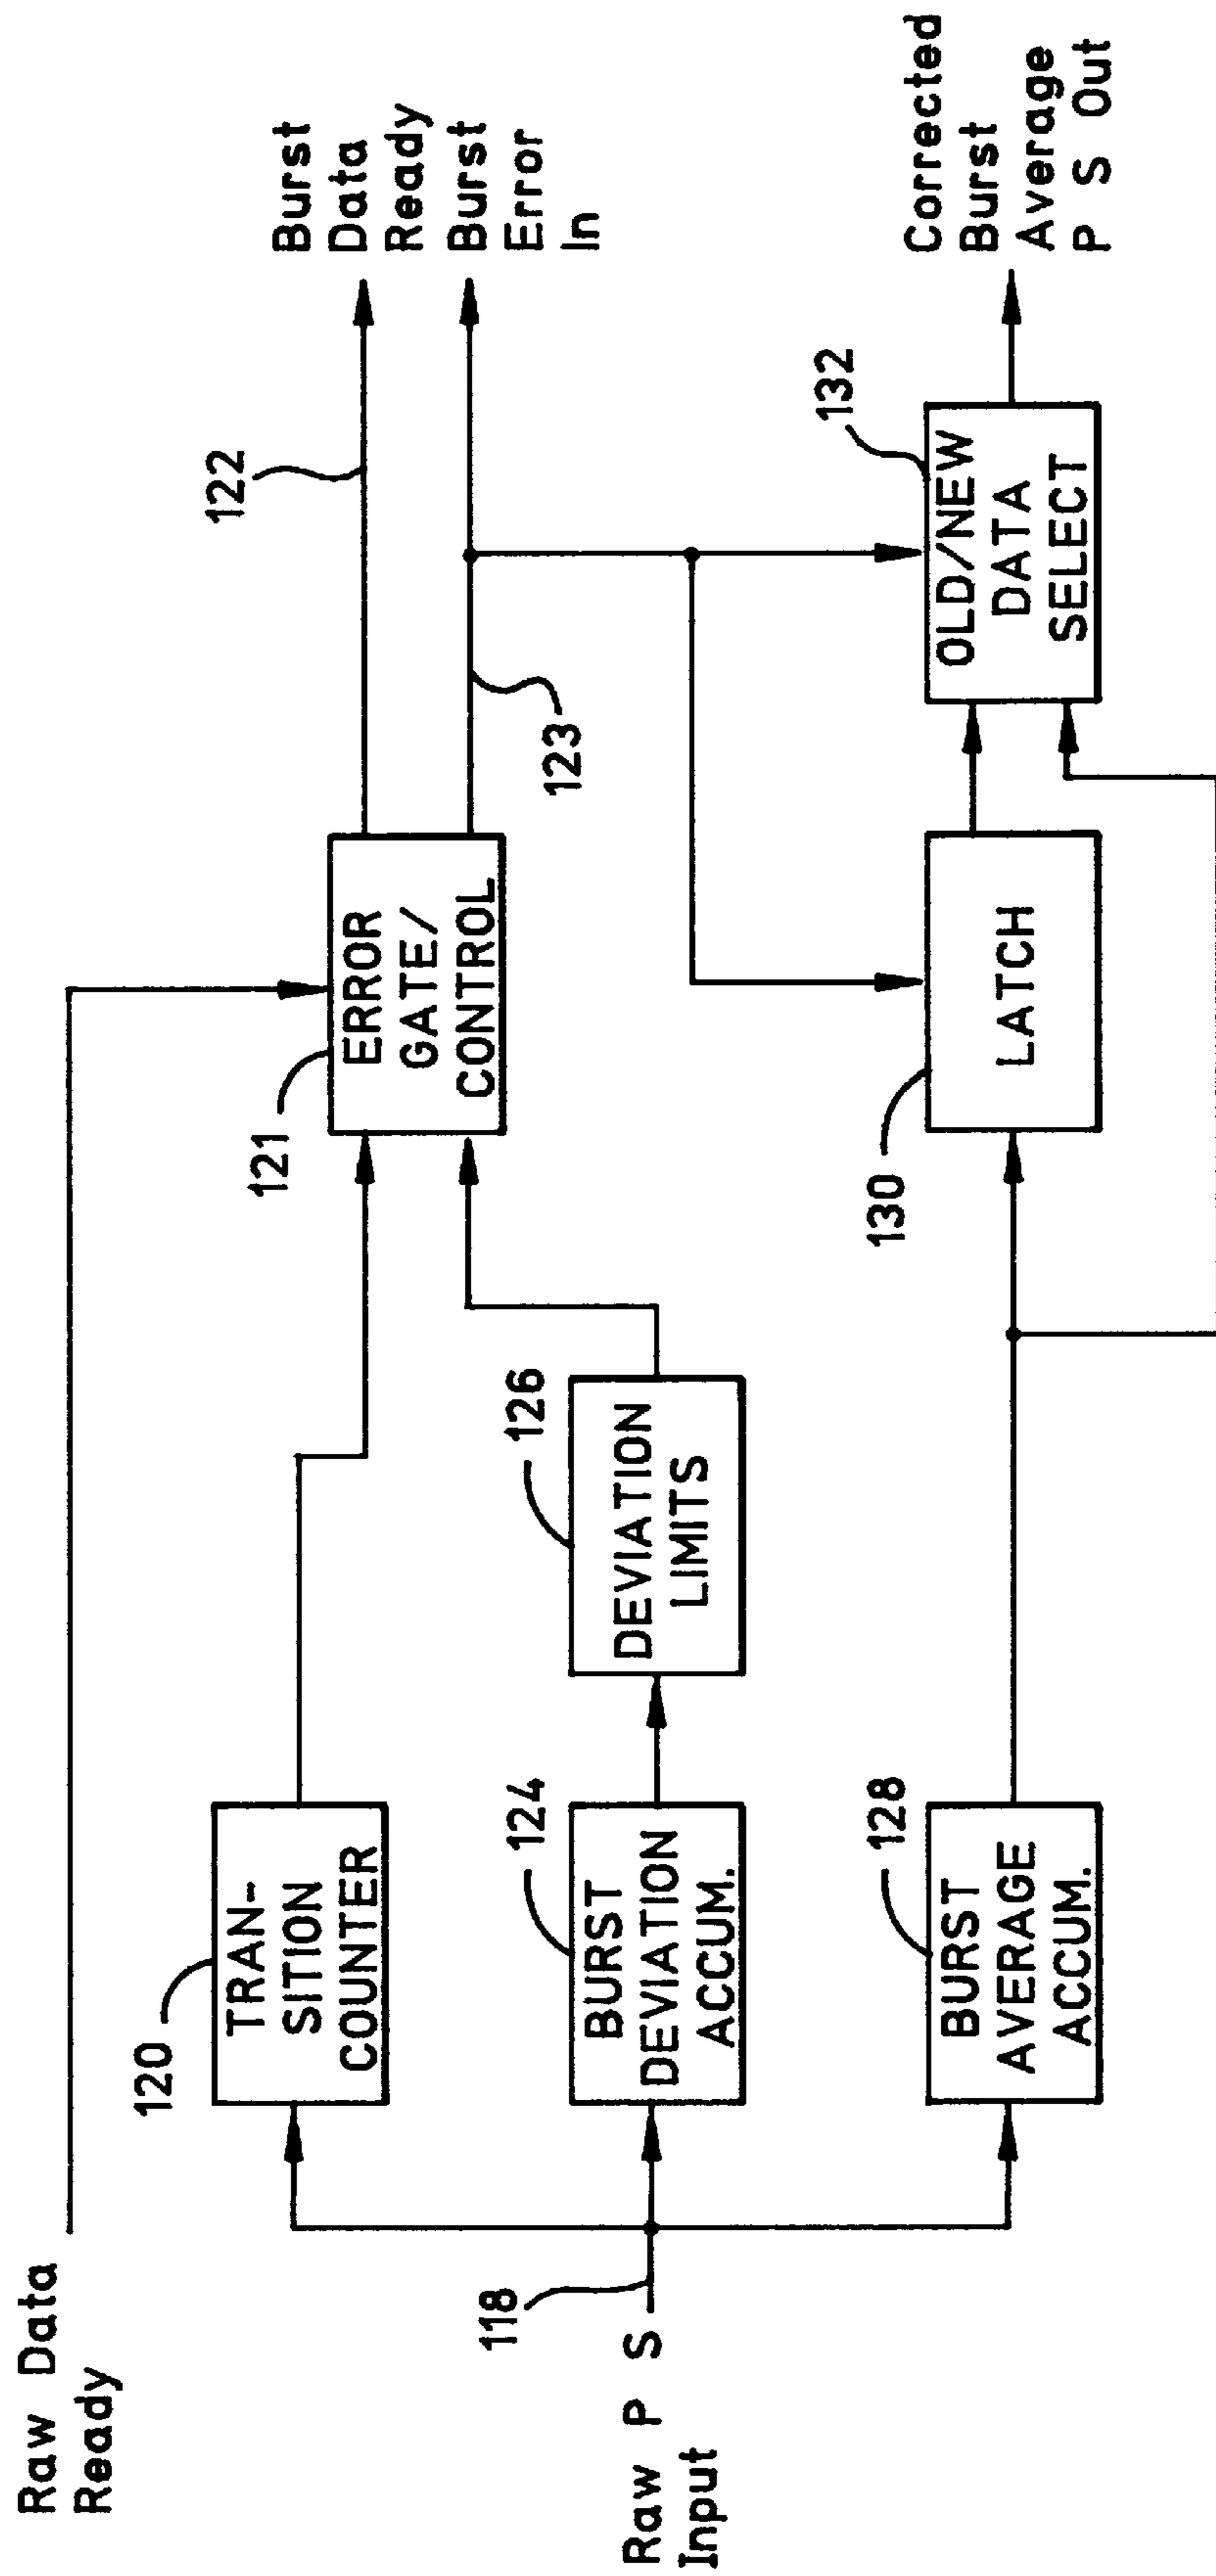 Raw Data
Ready
Raw P S
Input
118
120
TRAN-
SITION
COUNTER
124
BURST
DEVIATION
ACCUM.
128
BURST
AVERAGE
ACCUM.
126
DEVIATION
LIMITS
121
ERROR
GATE/
CONTROL
130
LATCH
122
123
132
OLD/NEW
DATA
SELECT
Burst
Data
Ready
Burst
Error
In
Corrected
Burst
Average
P S Out